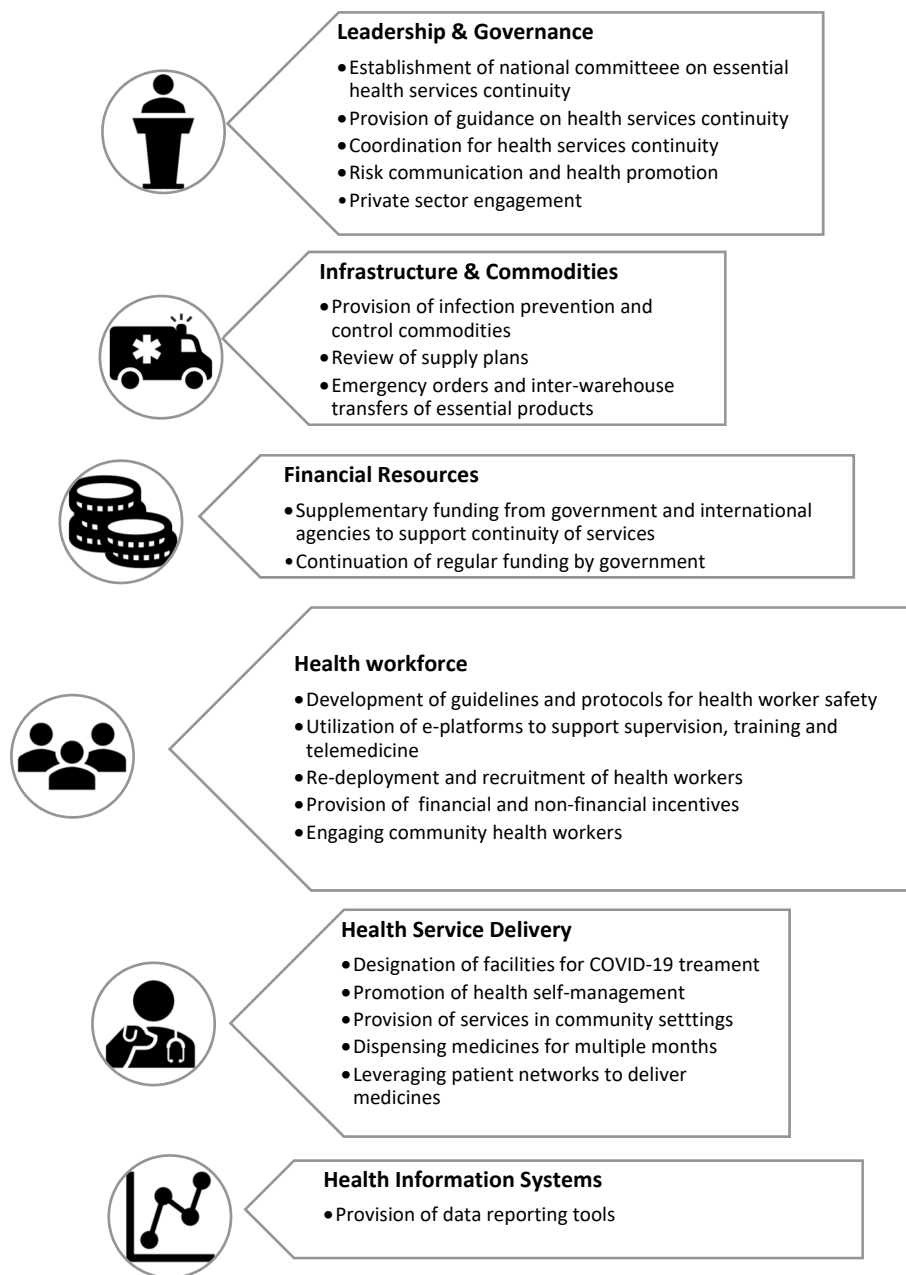 Leadership & Governance
•Establishment of national committeee on essential
health services continuity
•Provision of guidance on health services continuity
•Coordination for health services continuity
•Risk communication and health promotion
•Private sector engagement
Infrastructure & Commodities
•Provision of infection prevention and
control commodities
•Review of supply plans
•Emergency orders and inter-warehouse
transfers of essential products
Financial Resources
•Supplementary funding from government and international
agencies to support continuity of services
•Continuation of regular funding by government
Health workforce
•Development of guidelines and protocols for health worker safety
•Utilization of e-platforms to support supervision, training and
telemedicine
•Re-deployment and recruitment of health workers
•Provision of financial and non-financial incentives
•Engaging community health workers
Health Service Delivery
•Designation of facilities for COVID-19 treament
•Promotion of health self-management
•Provision of services in community setttings
•Dispensing medicines for multiple months
•Leveraging patient networks to deliver
medicines
Health Information Systems
•Provision of data reporting tools